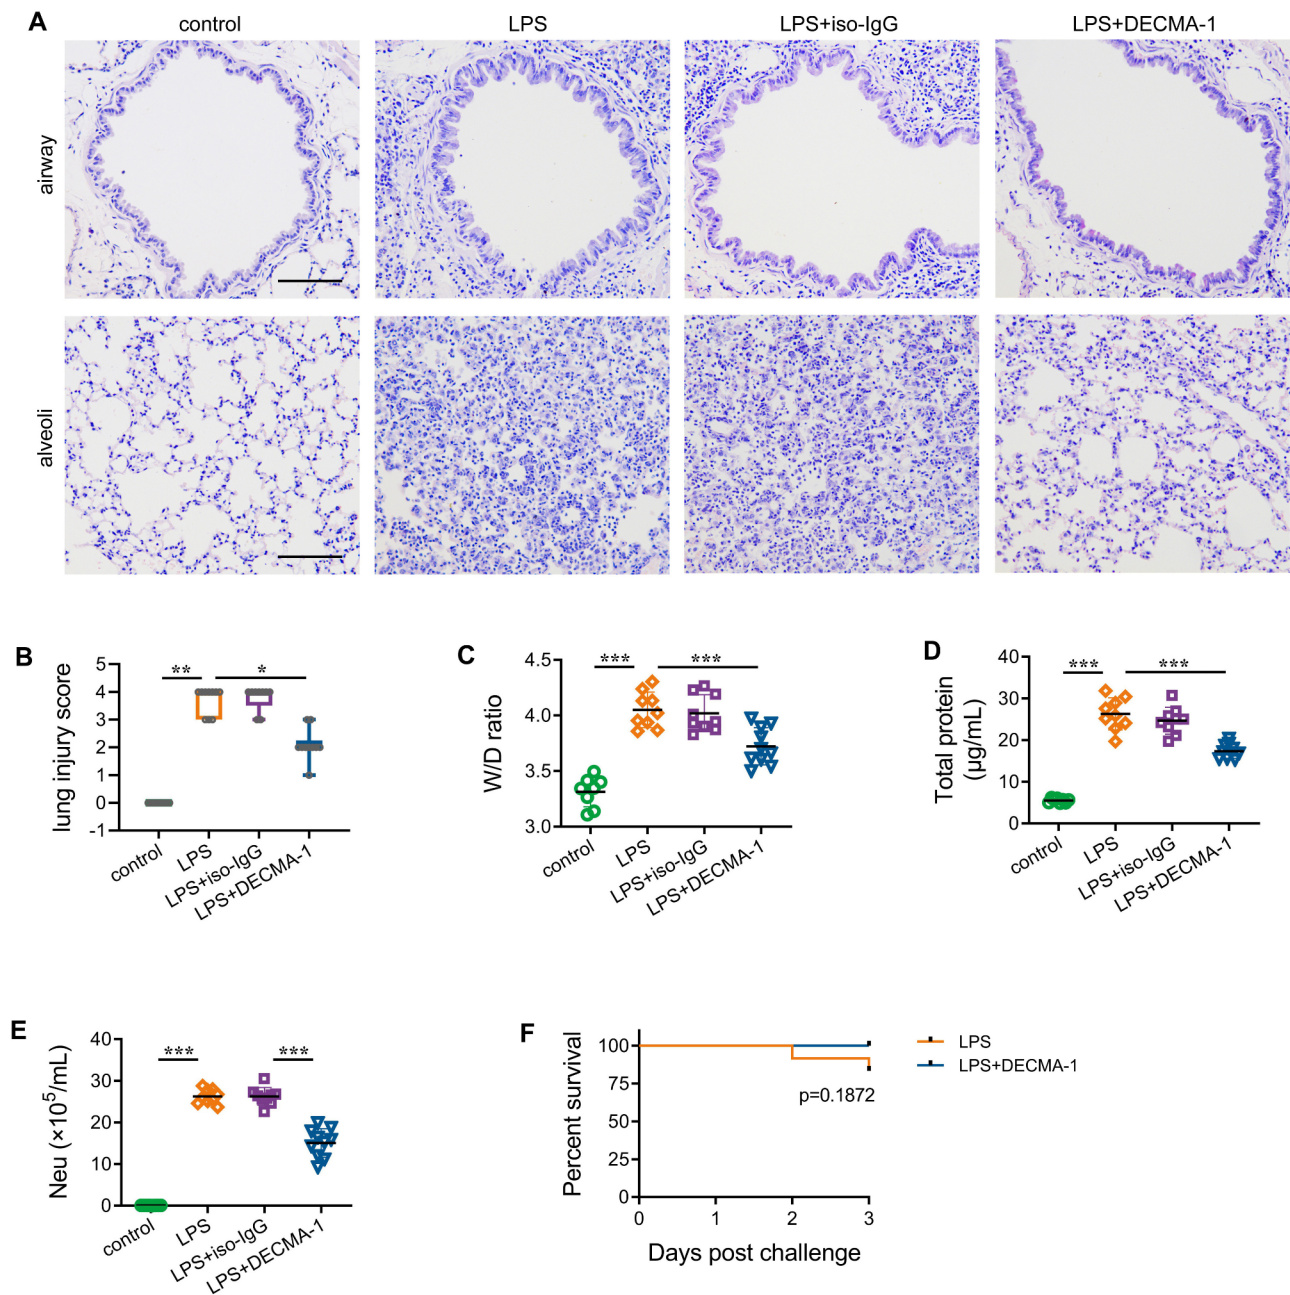 A
control
LPS
LPS+iso-IgG
LPS+DECMA-1
airway
alveoli
B
lung injury score
5
4
3
2
1
0
-1
**
*
control
LPS
LPS+iso-IgG
LPS+DECMA-1
C
W/D ratio
4.5
4.0
3.5
3.0
***
***
control
LPS
LPS+iso-IgG
LPS+DECMA-1
D
Total protein
(μg/mL)
40
30
20
10
0
***
***
control
LPS
LPS+iso-IgG
LPS+DECMA-1
E
Neu (×10⁵/mL)
40
30
20
10
0
***
***
control
LPS
LPS+iso-IgG
LPS+DECMA-1
F
Percent survival
100
75
50
25
0
0
1
2
3
Days post challenge
p=0.1872
LPS
LPS+DECMA-1